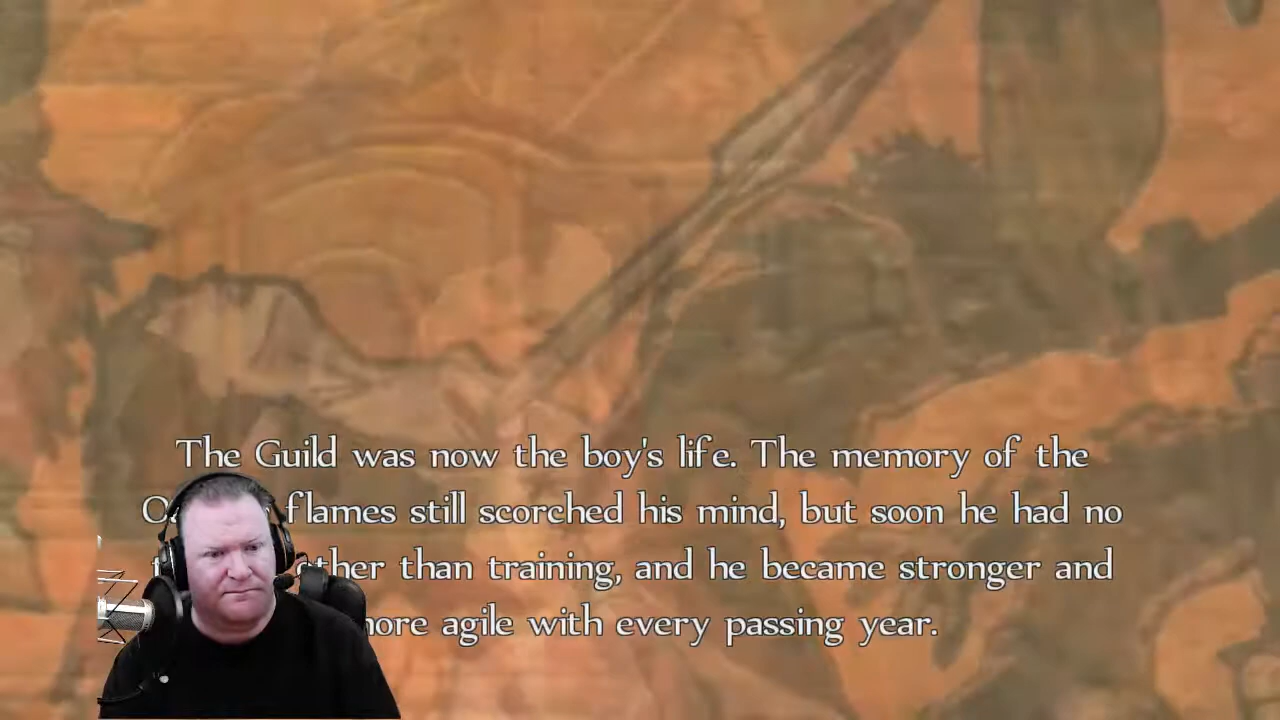 The Guild was now the boy's life. The memory of the
flames still scorched his mind, but soon he had no
other than training, and he became stronger and
more agile with every passing year.